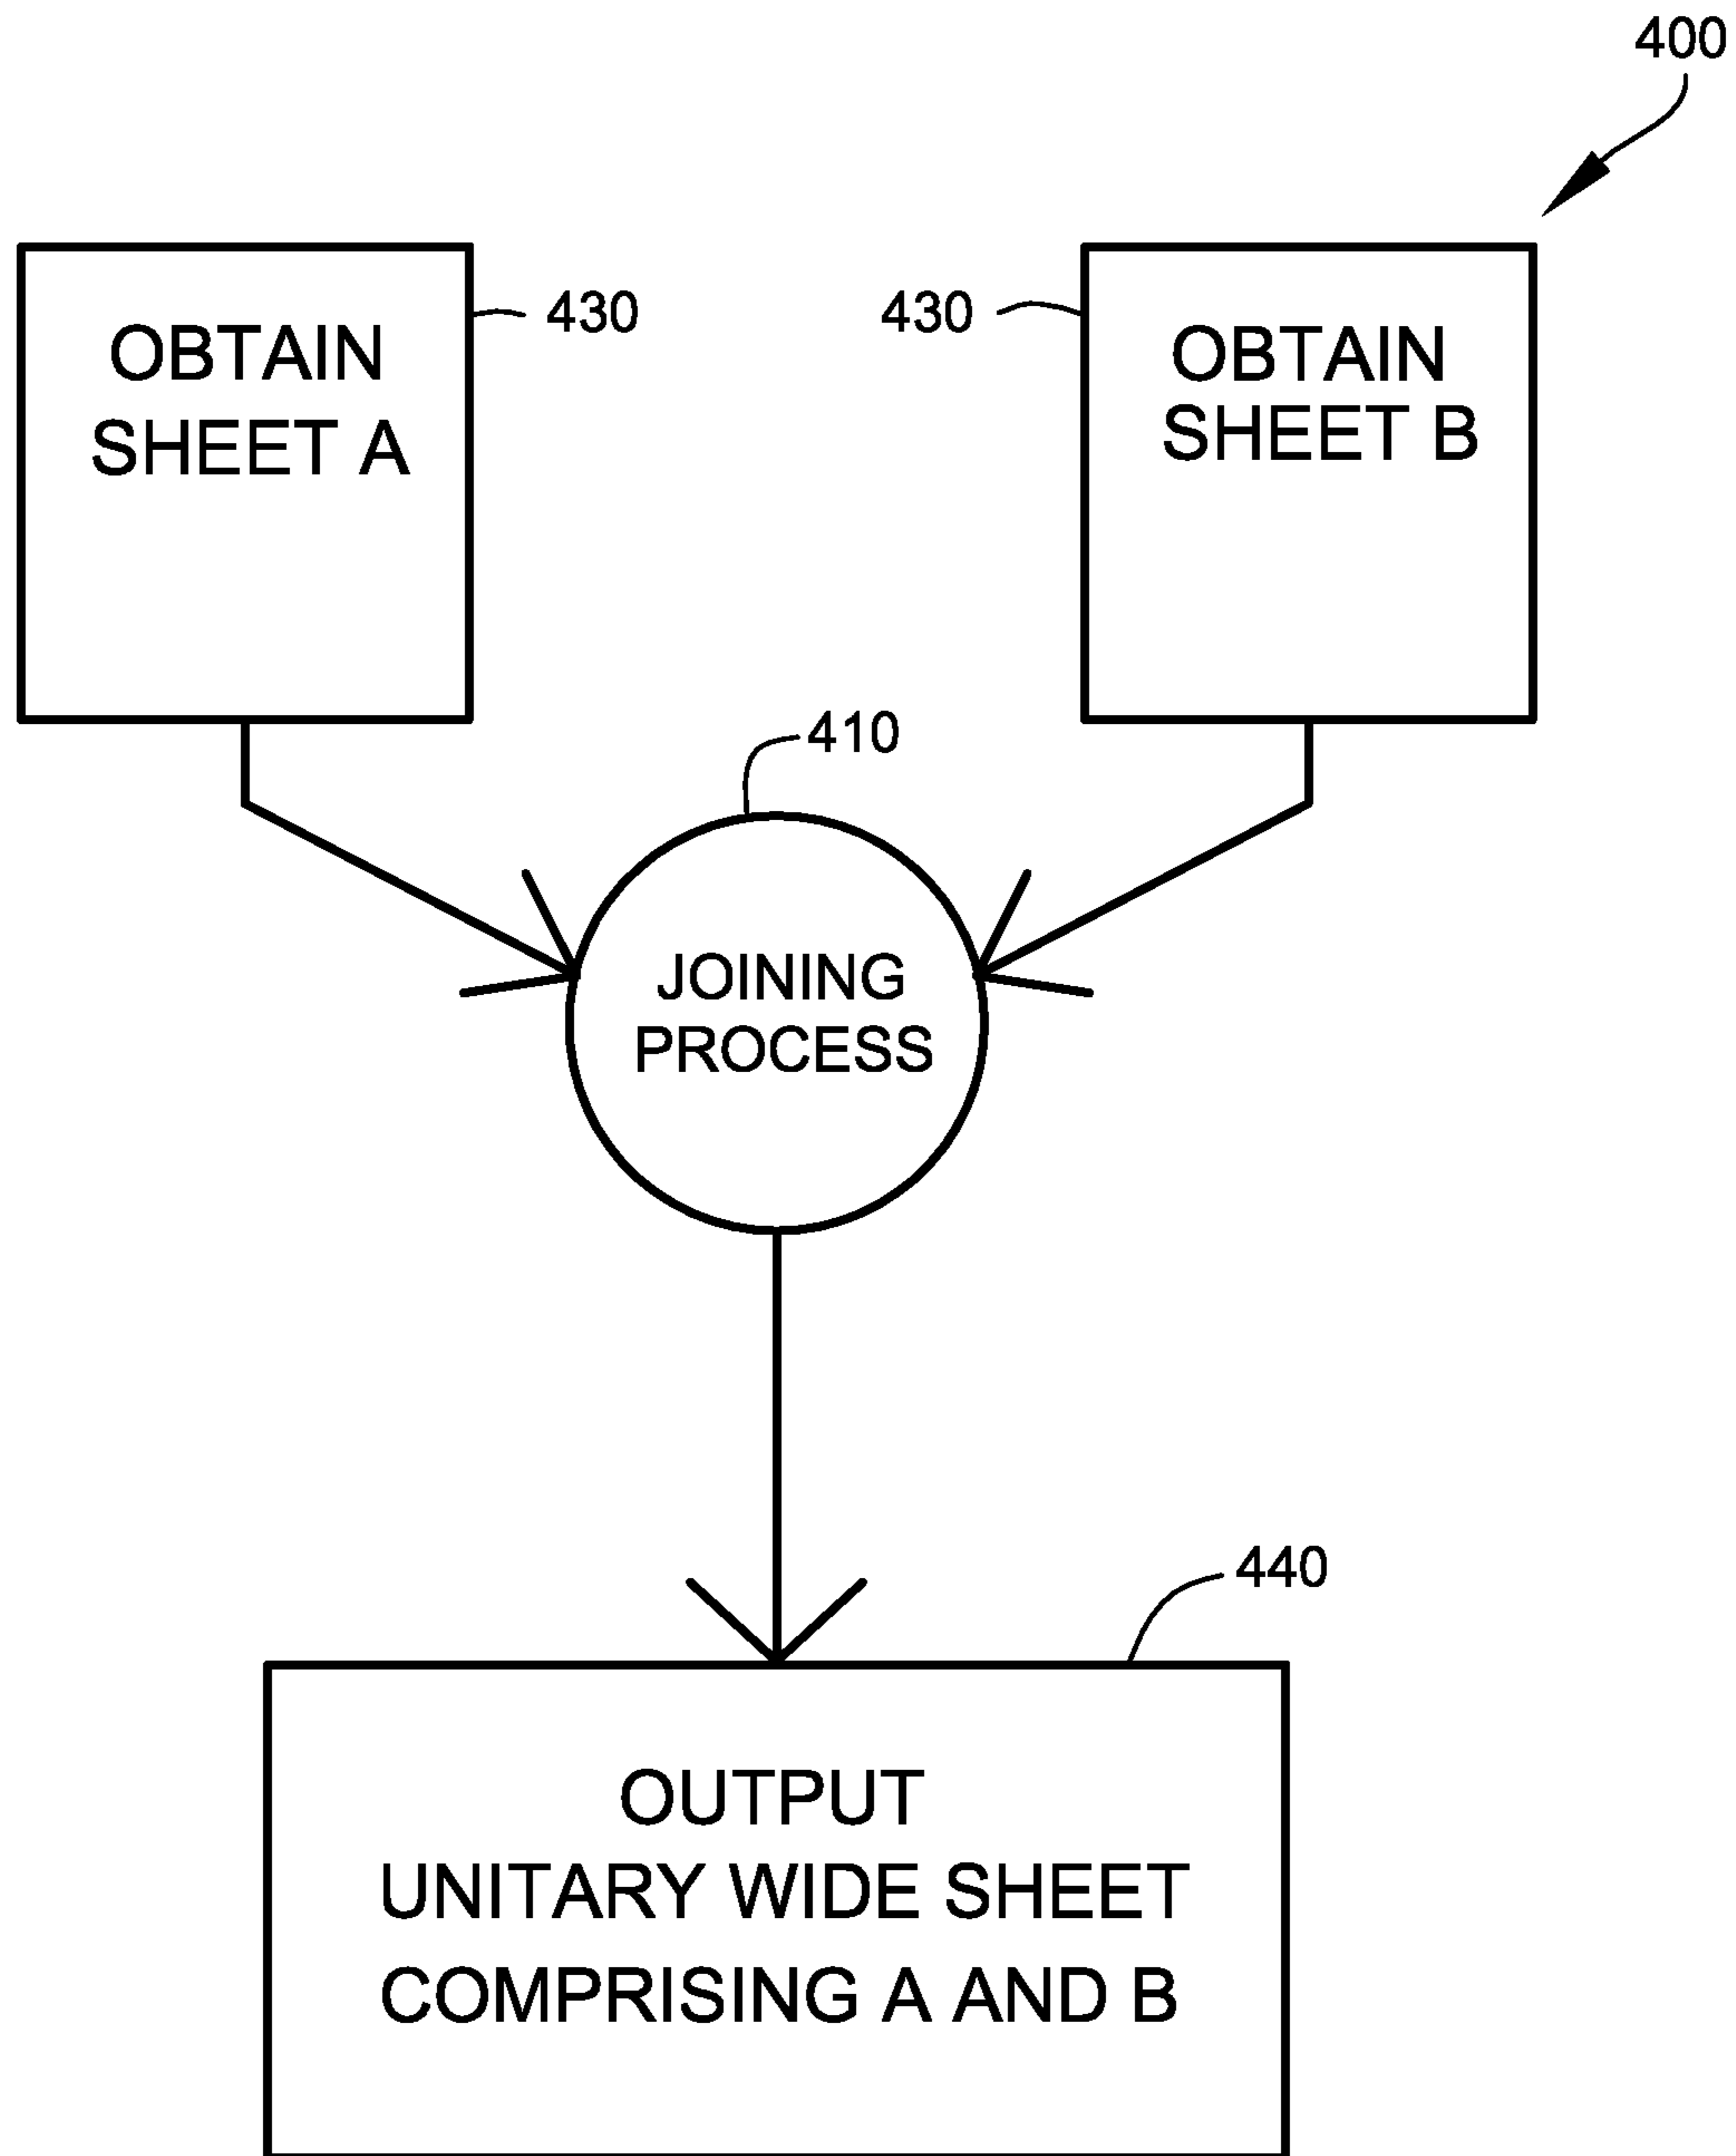 400
430
430
OBTAIN
SHEET A
OBTAIN
SHEET B
410
JOINING
PROCESS
440
OUTPUT
UNITARY WIDE SHEET
COMPRISING A AND B